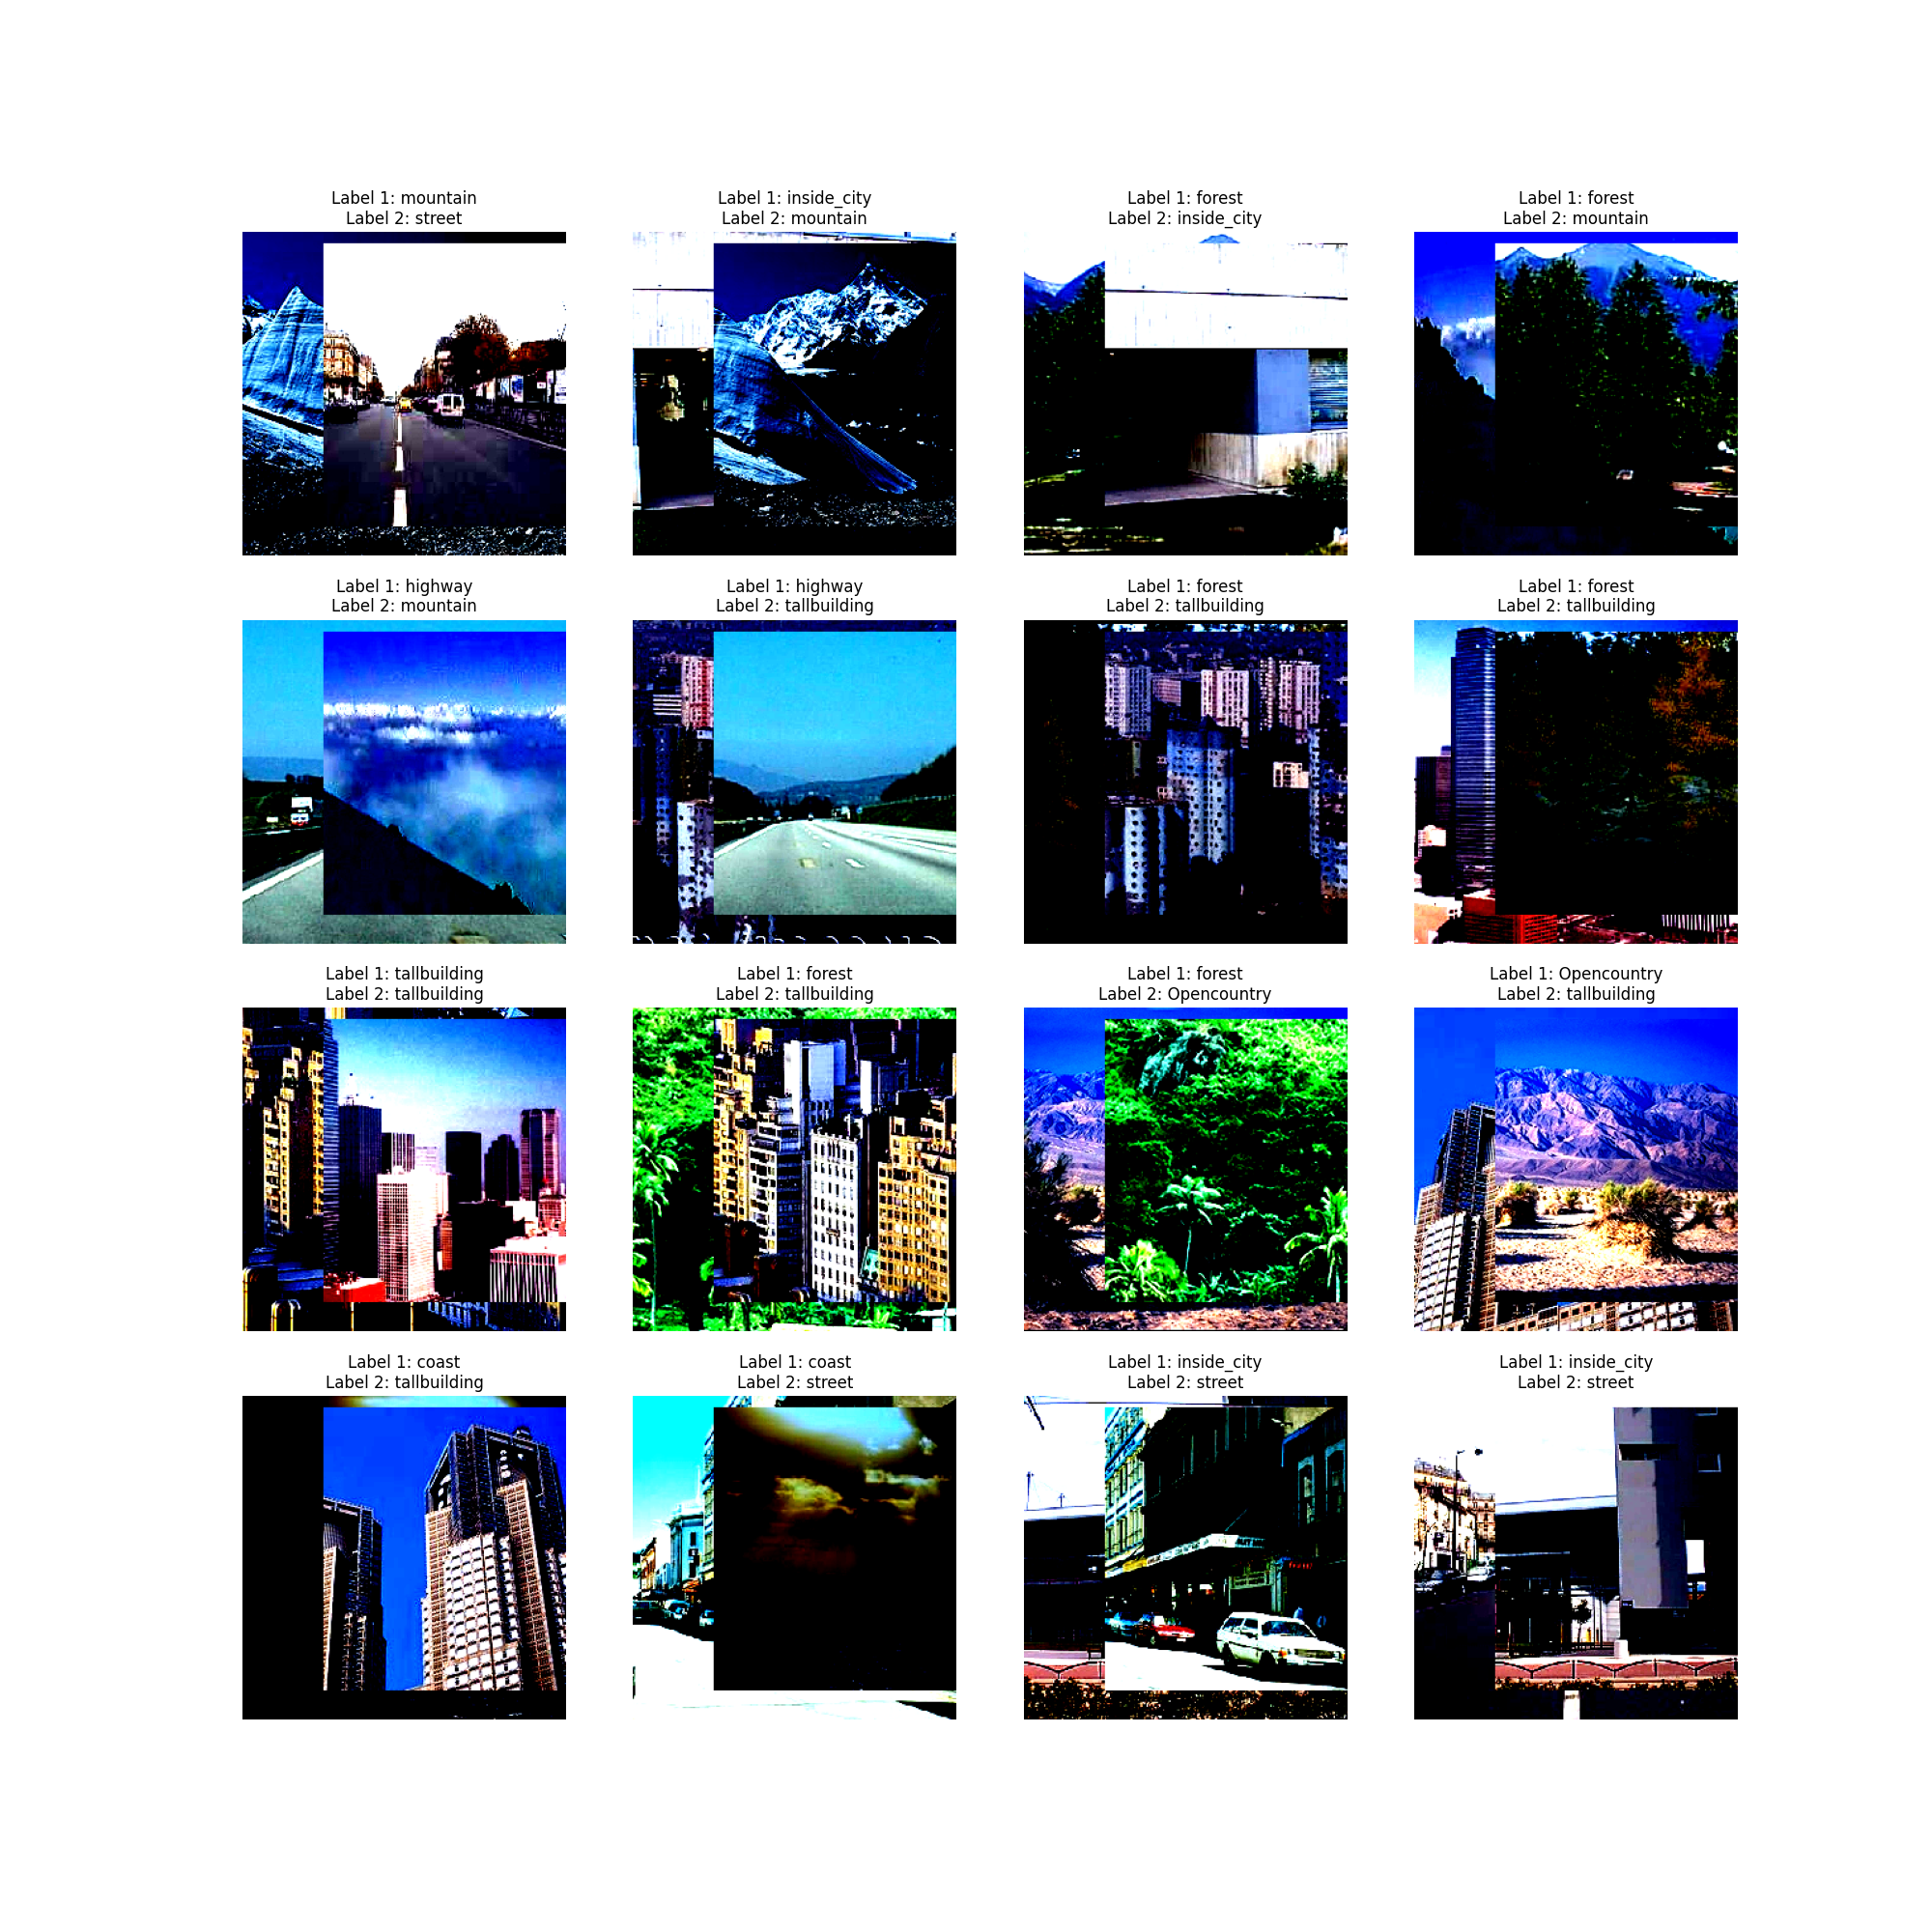 Label 1: mountain
Label 2: street
Label 1: inside_city
Label 2: mountain
Label 1: forest
Label 2: inside_city
Label 1: forest
Label 2: mountain
Label 1: highway
Label 2: mountain
Label 1: highway
Label 2: tallbuilding
Label 1: forest
Label 2: tallbuilding
Label 1: forest
Label 2: tallbuilding
Label 1: tallbuilding
Label 2: tallbuilding
Label 1: forest
Label 2: tallbuilding
Label 1: forest
Label 2: Opencountry
Label 1: Opencountry
Label 2: tallbuilding
Label 1: coast
Label 2: tallbuilding
Label 1: coast
Label 2: street
Label 1: inside_city
Label 2: street
Label 1: inside_city
Label 2: street